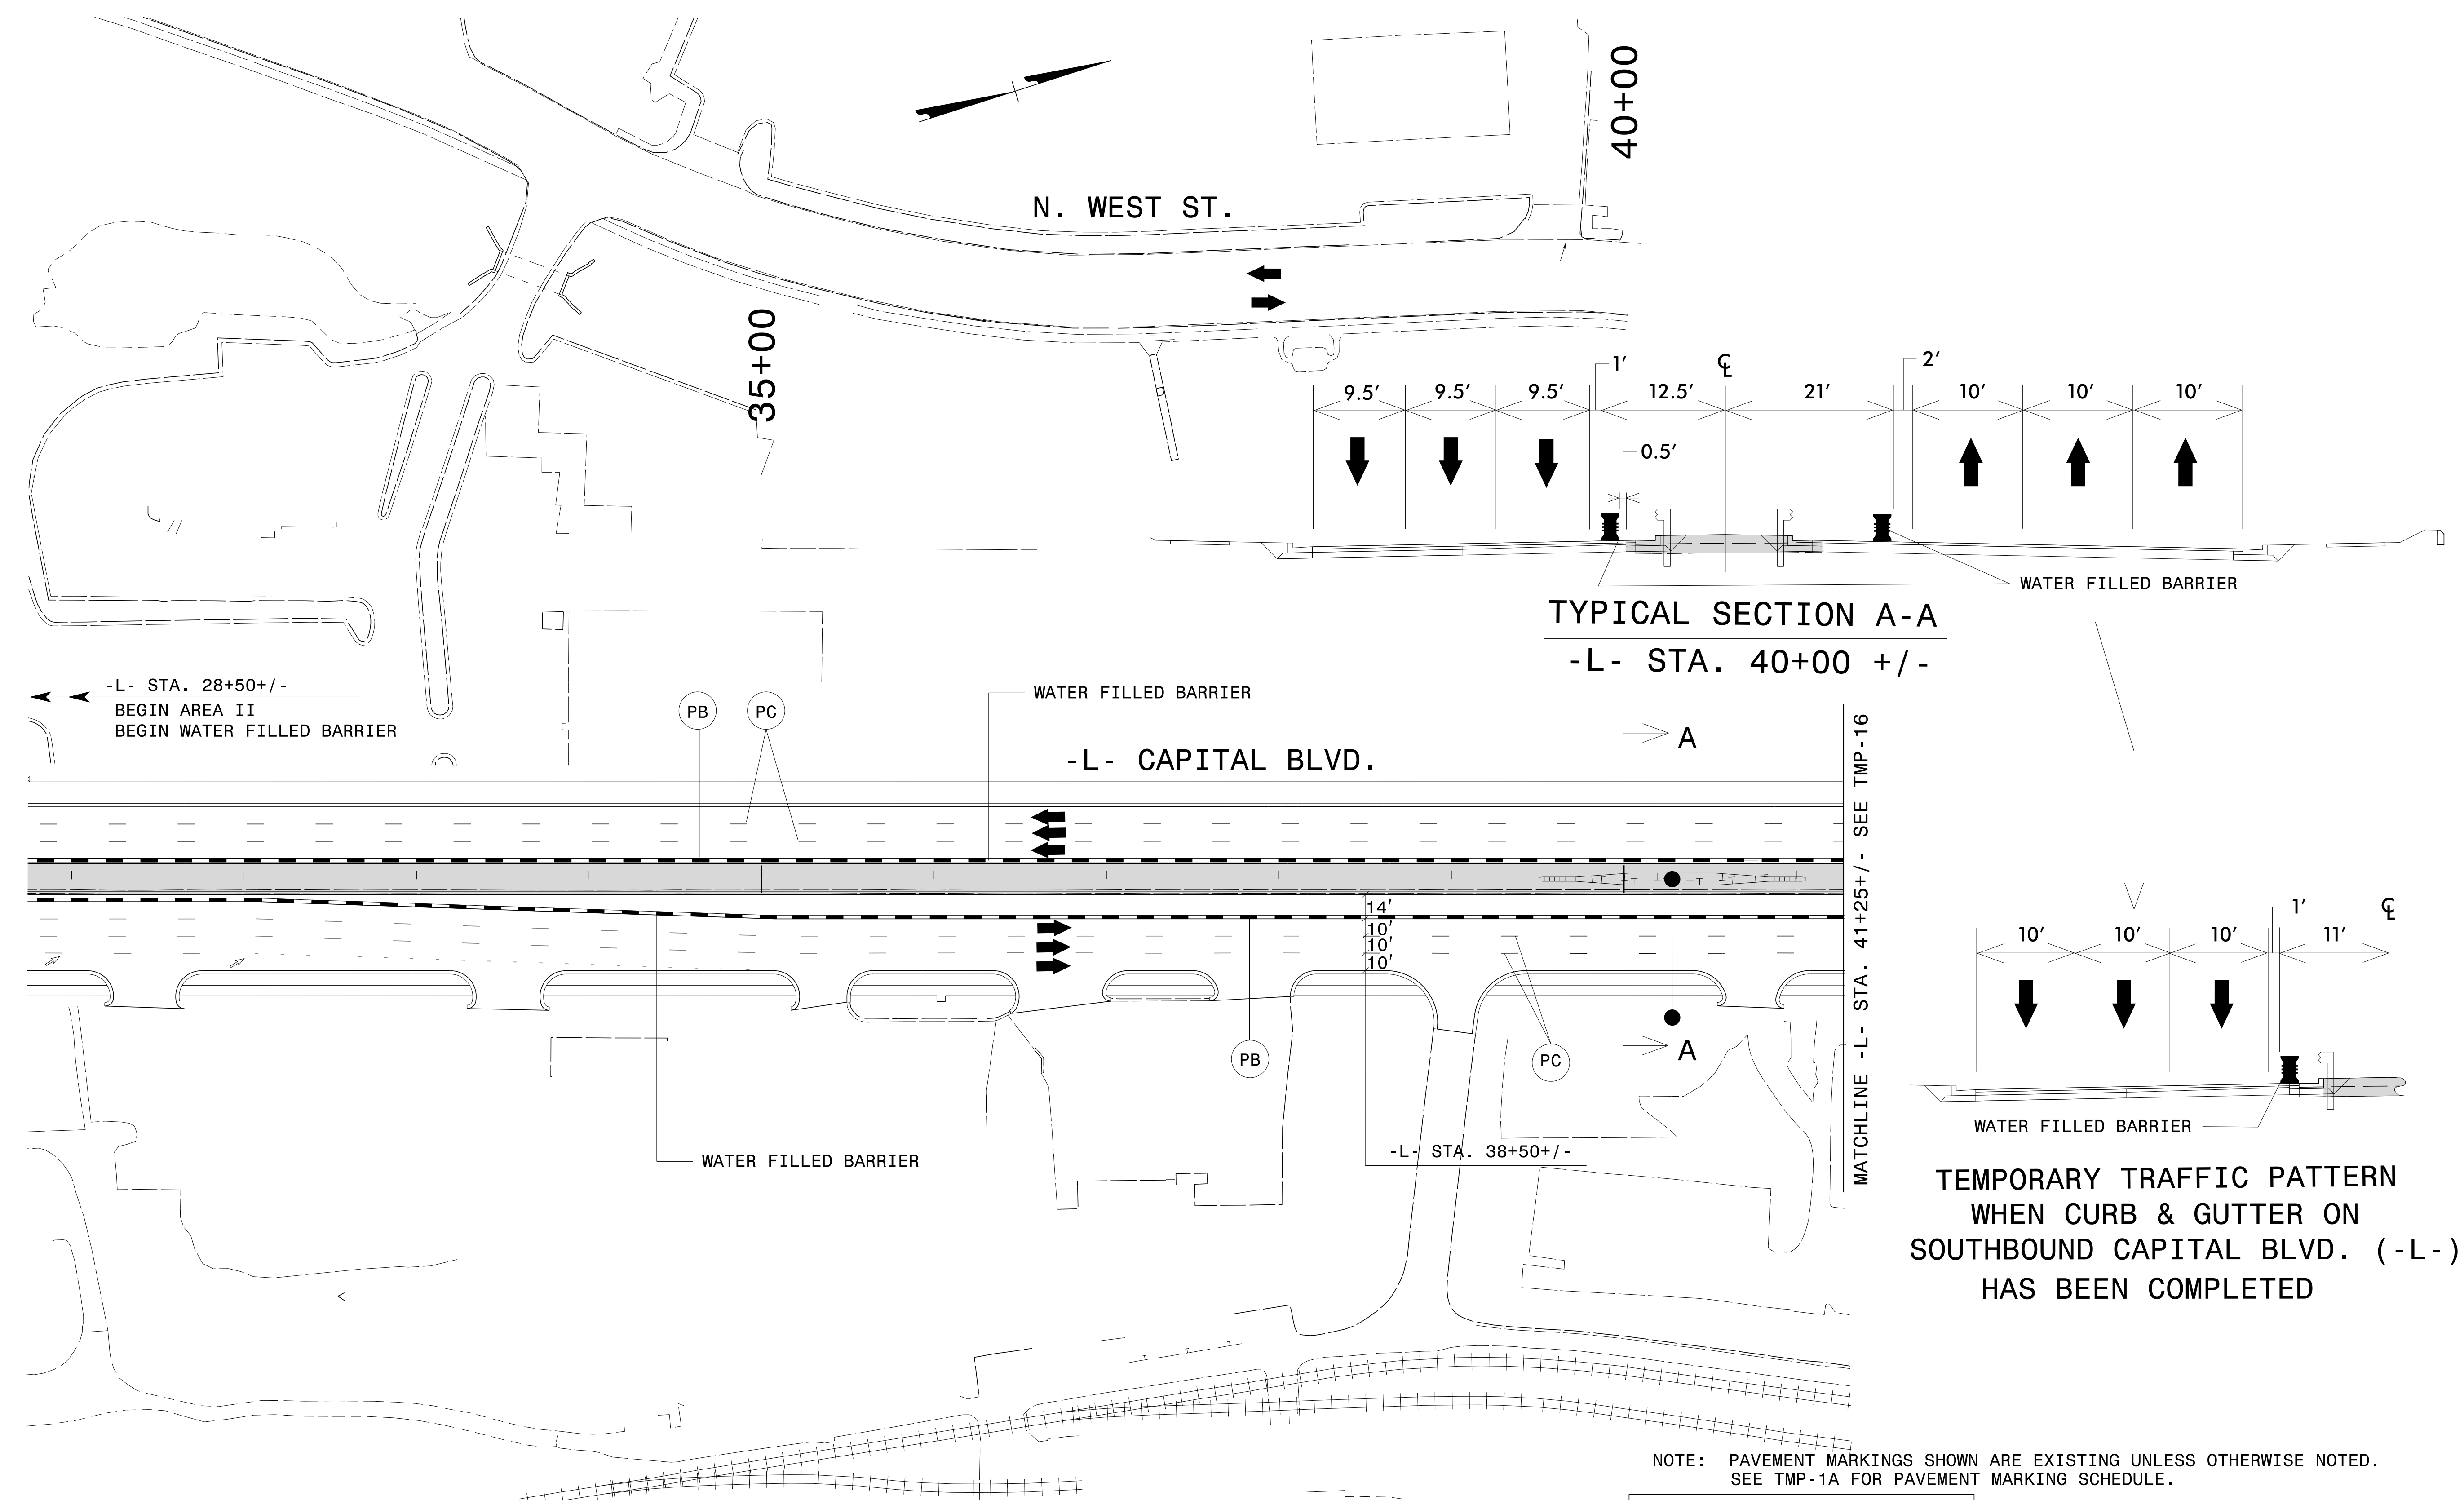 40+00
N. WEST ST.
35+00
1' C̵L 2'
9.5' 9.5' 9.5' 12.5' 21' 10' 10' 10'
0.5'
WATER FILLED BARRIER
TYPICAL SECTION A-A
-L- STA. 40+00 +/-
-L- STA. 28+50+/-
BEGIN AREA II
BEGIN WATER FILLED BARRIER
PB PC
WATER FILLED BARRIER
A
-L- CAPITAL BLVD.
MATCHLINE -L- STA. 41+25+/- SEE TMP-16
14'
10'
10'
10'
PB
PC
A
WATER FILLED BARRIER
-L- STA. 38+50+/-
1' CL
10' 10' 10' 11'
WATER FILLED BARRIER
TEMPORARY TRAFFIC PATTERN
WHEN CURB & GUTTER ON
SOUTHBOUND CAPITAL BLVD. (-L-)
HAS BEEN COMPLETED
NOTE: PAVEMENT MARKINGS SHOWN ARE EXISTING UNLESS OTHERWISE NOTED.
SEE TMP-1A FOR PAVEMENT MARKING SCHEDULE.